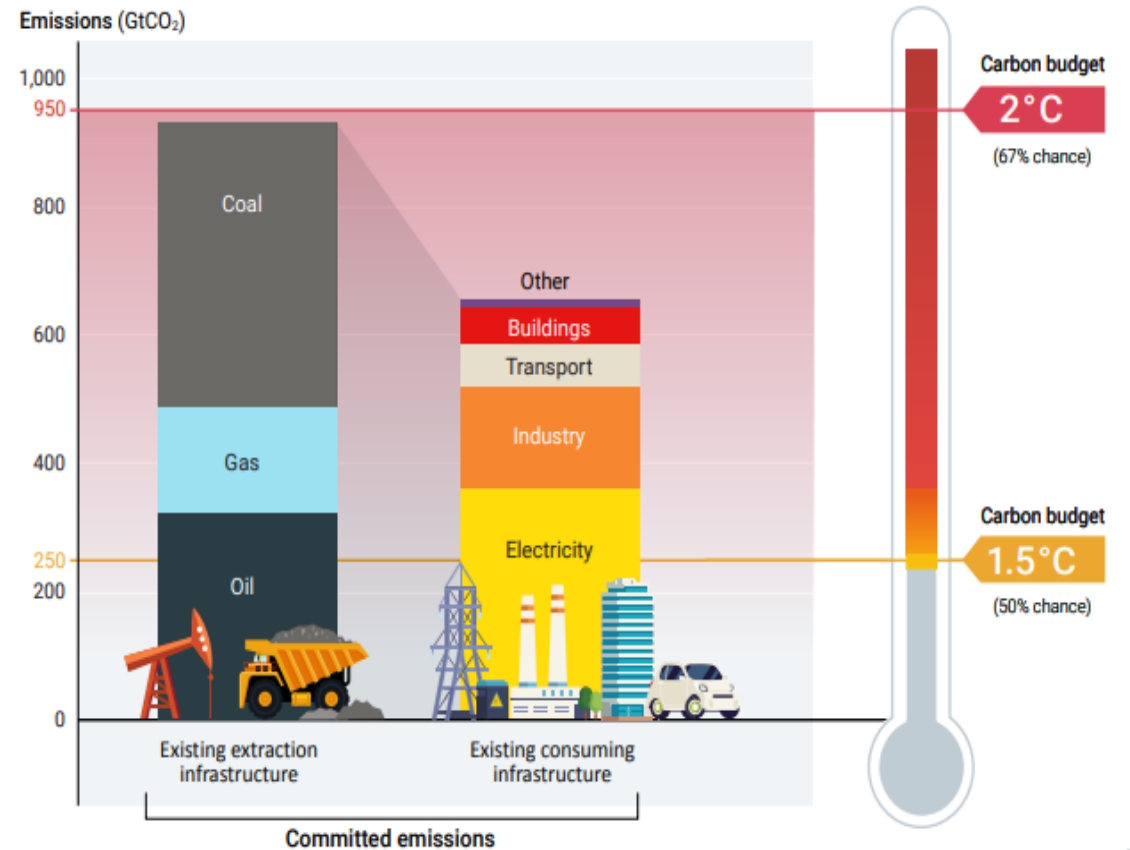 Emissions (GtCO₂)
1,000
950
800
600
400
250
200
0
Coal
Gas
Oil
Other
Buildings
Transport
Industry
Electricity
Existing extraction
infrastructure
Existing consuming
infrastructure
Committed emissions
Carbon budget
2°C
(67% chance)
Carbon budget
1.5°C
(50% chance)